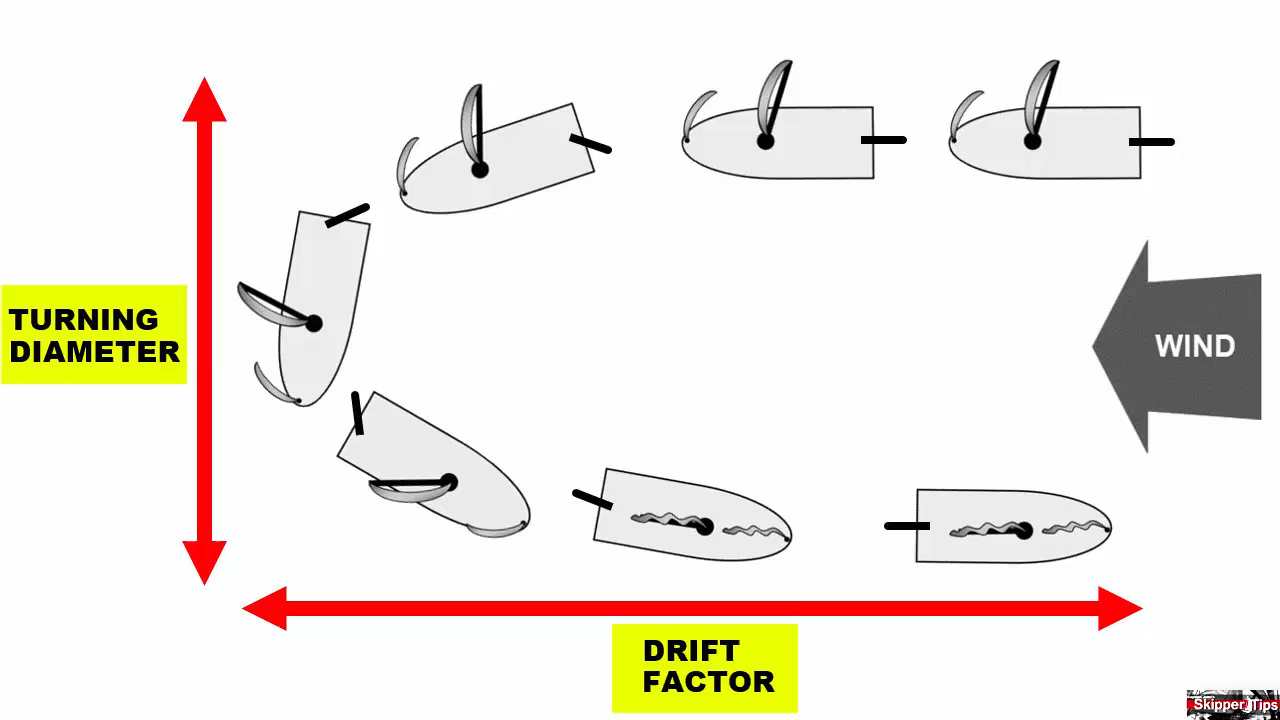 TURNING
DIAMETER
WIND
DRIFT
FACTOR
Skipper Tips